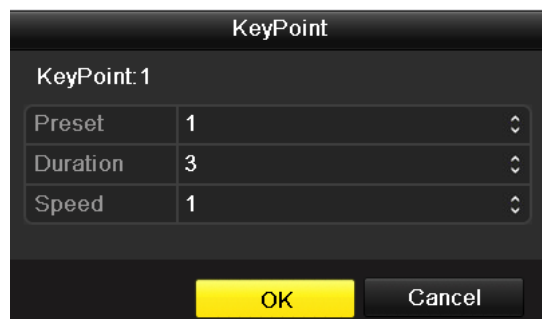 KeyPoint
KeyPoint:1
Preset 1
Duration 3
Speed 1
OK Cancel